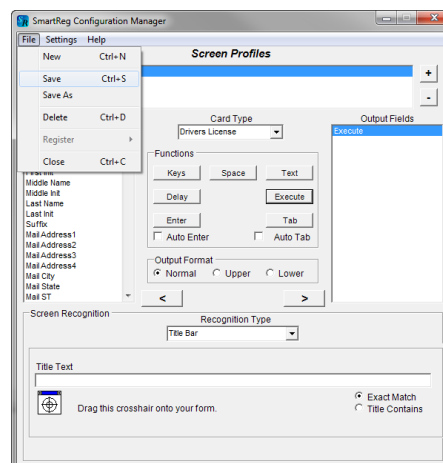 SmartReg Configuration Manager
File Settings Help
Screen Profiles
New Ctrl+N
Save Ctrl+S
Save As
Delete Ctrl+D
Register
Close Ctrl+C
+
-
Card Type
Drivers License
Output Fields
Execute
Functions
Keys Space Text
Delay Execute
Enter Tab
Auto Enter Auto Tab
Output Format
Normal Upper Lower
< >
First Init
Middle Name
Middle Init
Last Name
Last Init
Suffix
Mail Address1
Mail Address2
Mail Address3
Mail Address4
Mail City
Mail State
Mail ST
Screen Recognition
Recognition Type
Title Bar
Title Text
Drag this crosshair onto your form.
Exact Match
Title Contains